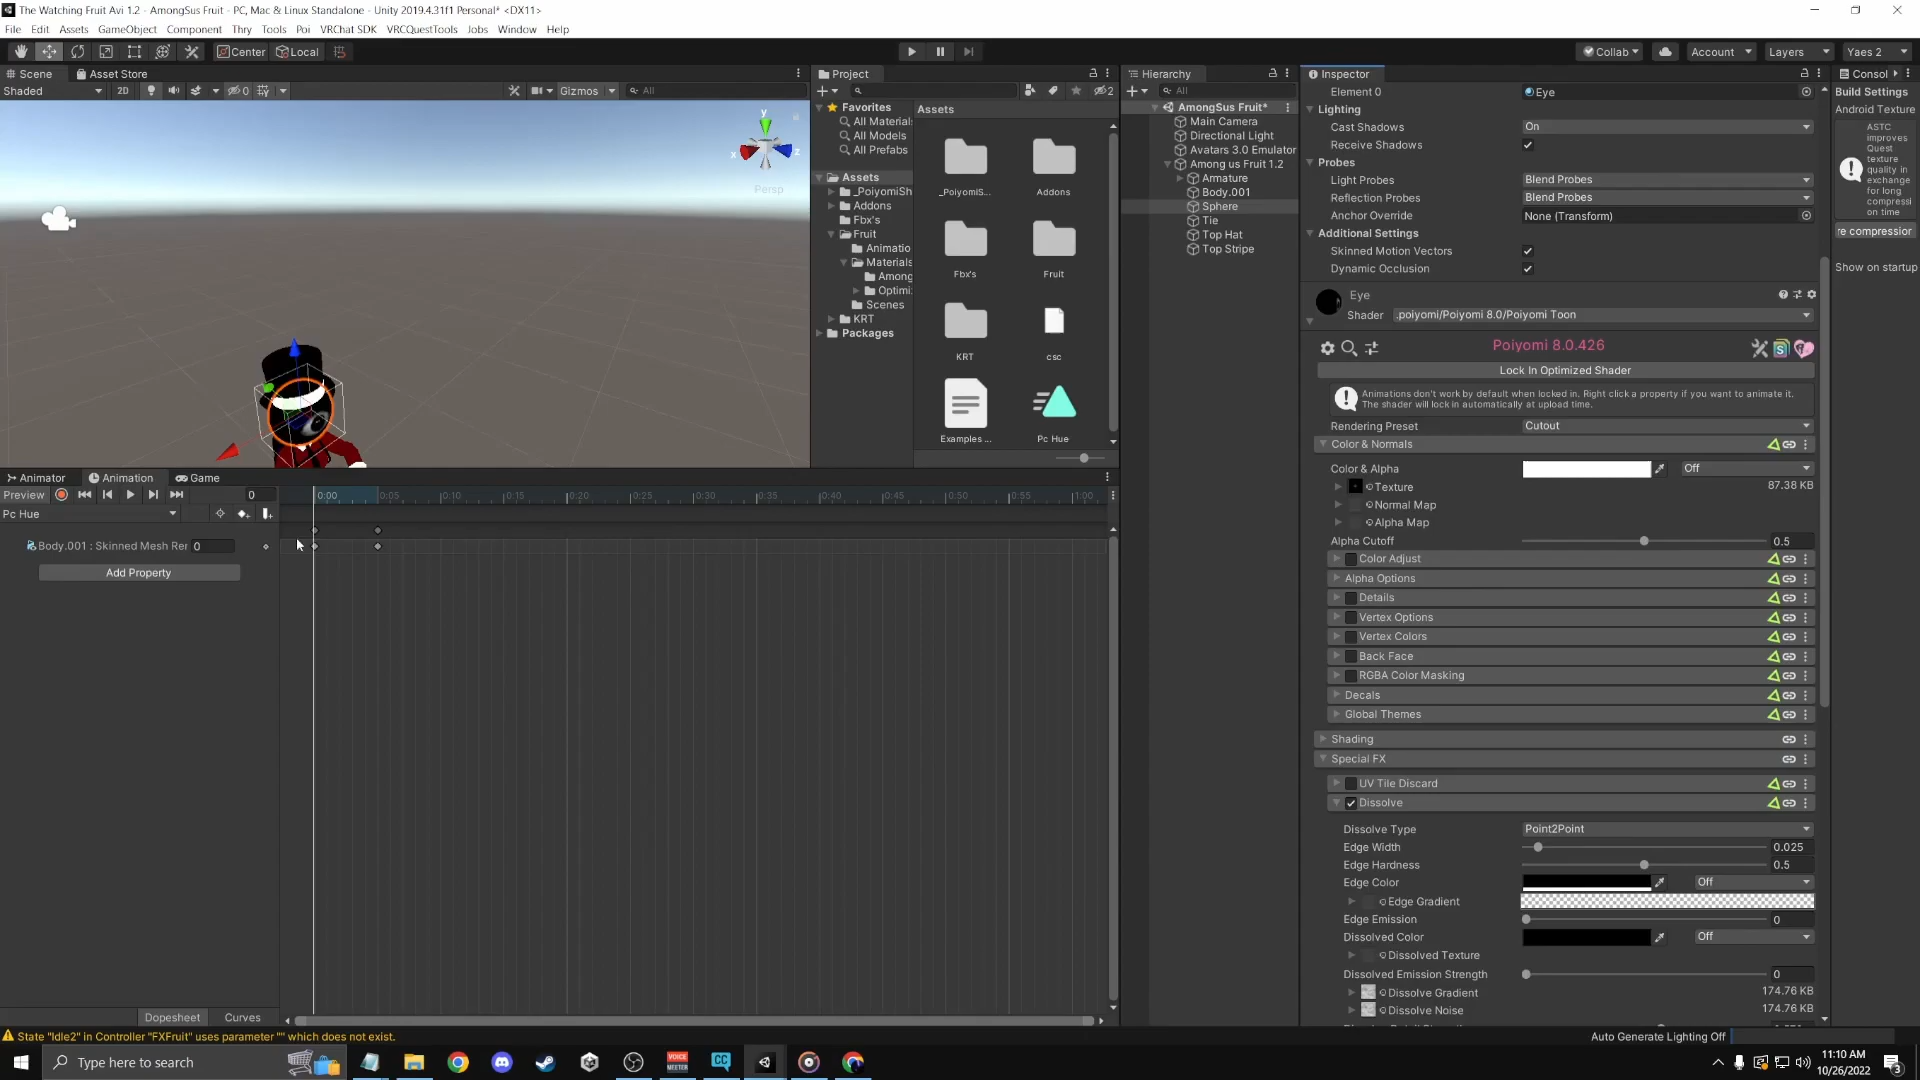 The Watching Fruit Avi 1.2 - AmongSus Fruit - PC, Mac & Linux Standalone - Unity 2019.4.31f1 Personal* <DX11>
File Edit Assets GameObject Component Thry Tools Poi VRChat SDK VRCQuestTools Jobs Window Help
Center Local Collab Account Layers Yaes 2
Scene Asset Store
Shaded 2D 0 Gizmos All
y x z
Persp
Project
2
Favorites
All Material
All Models
All Prefabs
Assets
_PoiyomiSh
Addons
Fbx's
Fruit
Animatio
Materials
Among
Optimi
Scenes
KRT
Packages
Assets
_PoiyomiS...
Addons
Fbx's
Fruit
KRT
csc
Examples ...
Pc Hue
Hierarchy
All
AmongSus Fruit*
Main Camera
Directional Light
Avatars 3.0 Emulator
Among us Fruit 1.2
Armature
Body.001
Sphere
Tie
Top Hat
Top Stripe
Inspector
Element 0 Eye
Lighting
Cast Shadows On
Receive Shadows
Probes
Light Probes Blend Probes
Reflection Probes Blend Probes
Anchor Override None (Transform)
Additional Settings
Skinned Motion Vectors
Dynamic Occlusion
Eye
Shader .poiyomi/Poiyomi 8.0/Poiyomi Toon
Poiyomi 8.0.426
Lock In Optimized Shader
Animations don't work by default when locked in. Right click a property if you want to animate it.
The shader will lock in automatically at upload time.
Rendering Preset Cutout
Color & Normals
Color & Alpha Off
Texture 87.38 KB
Normal Map
Alpha Map
Alpha Cutoff 0.5
Color Adjust
Alpha Options
Details
Vertex Options
Vertex Colors
Back Face
RGBA Color Masking
Decals
Global Themes
Shading
Special FX
UV Tile Discard
Dissolve
Dissolve Type Point2Point
Edge Width 0.025
Edge Hardness 0.5
Edge Color Off
Edge Gradient
Edge Emission 0
Dissolved Color Off
Dissolved Texture
Dissolved Emission Strength 0
Dissolve Gradient 174.76 KB
Dissolve Noise 174.76 KB
Consol
Build Settings
Android Texture
ASTC
improves
Quest
texture
quality in
exchange
for long
compressi
on time
re compression
Show on startup
Animator Animation Game
Preview 0 0:00 0:05 0:10 0:15 0:20 0:25 0:30 0:35 0:40 0:45 0:50 0:55 1:00
Pc Hue
Body.001 : Skinned Mesh Rer 0
Add Property
Dopesheet Curves
State "Idle2" in Controller "FXFruit" uses parameter "" which does not exist.
Auto Generate Lighting Off
Type here to search
VOICE
MEETER
CC
11:10 AM
10/26/2022
3